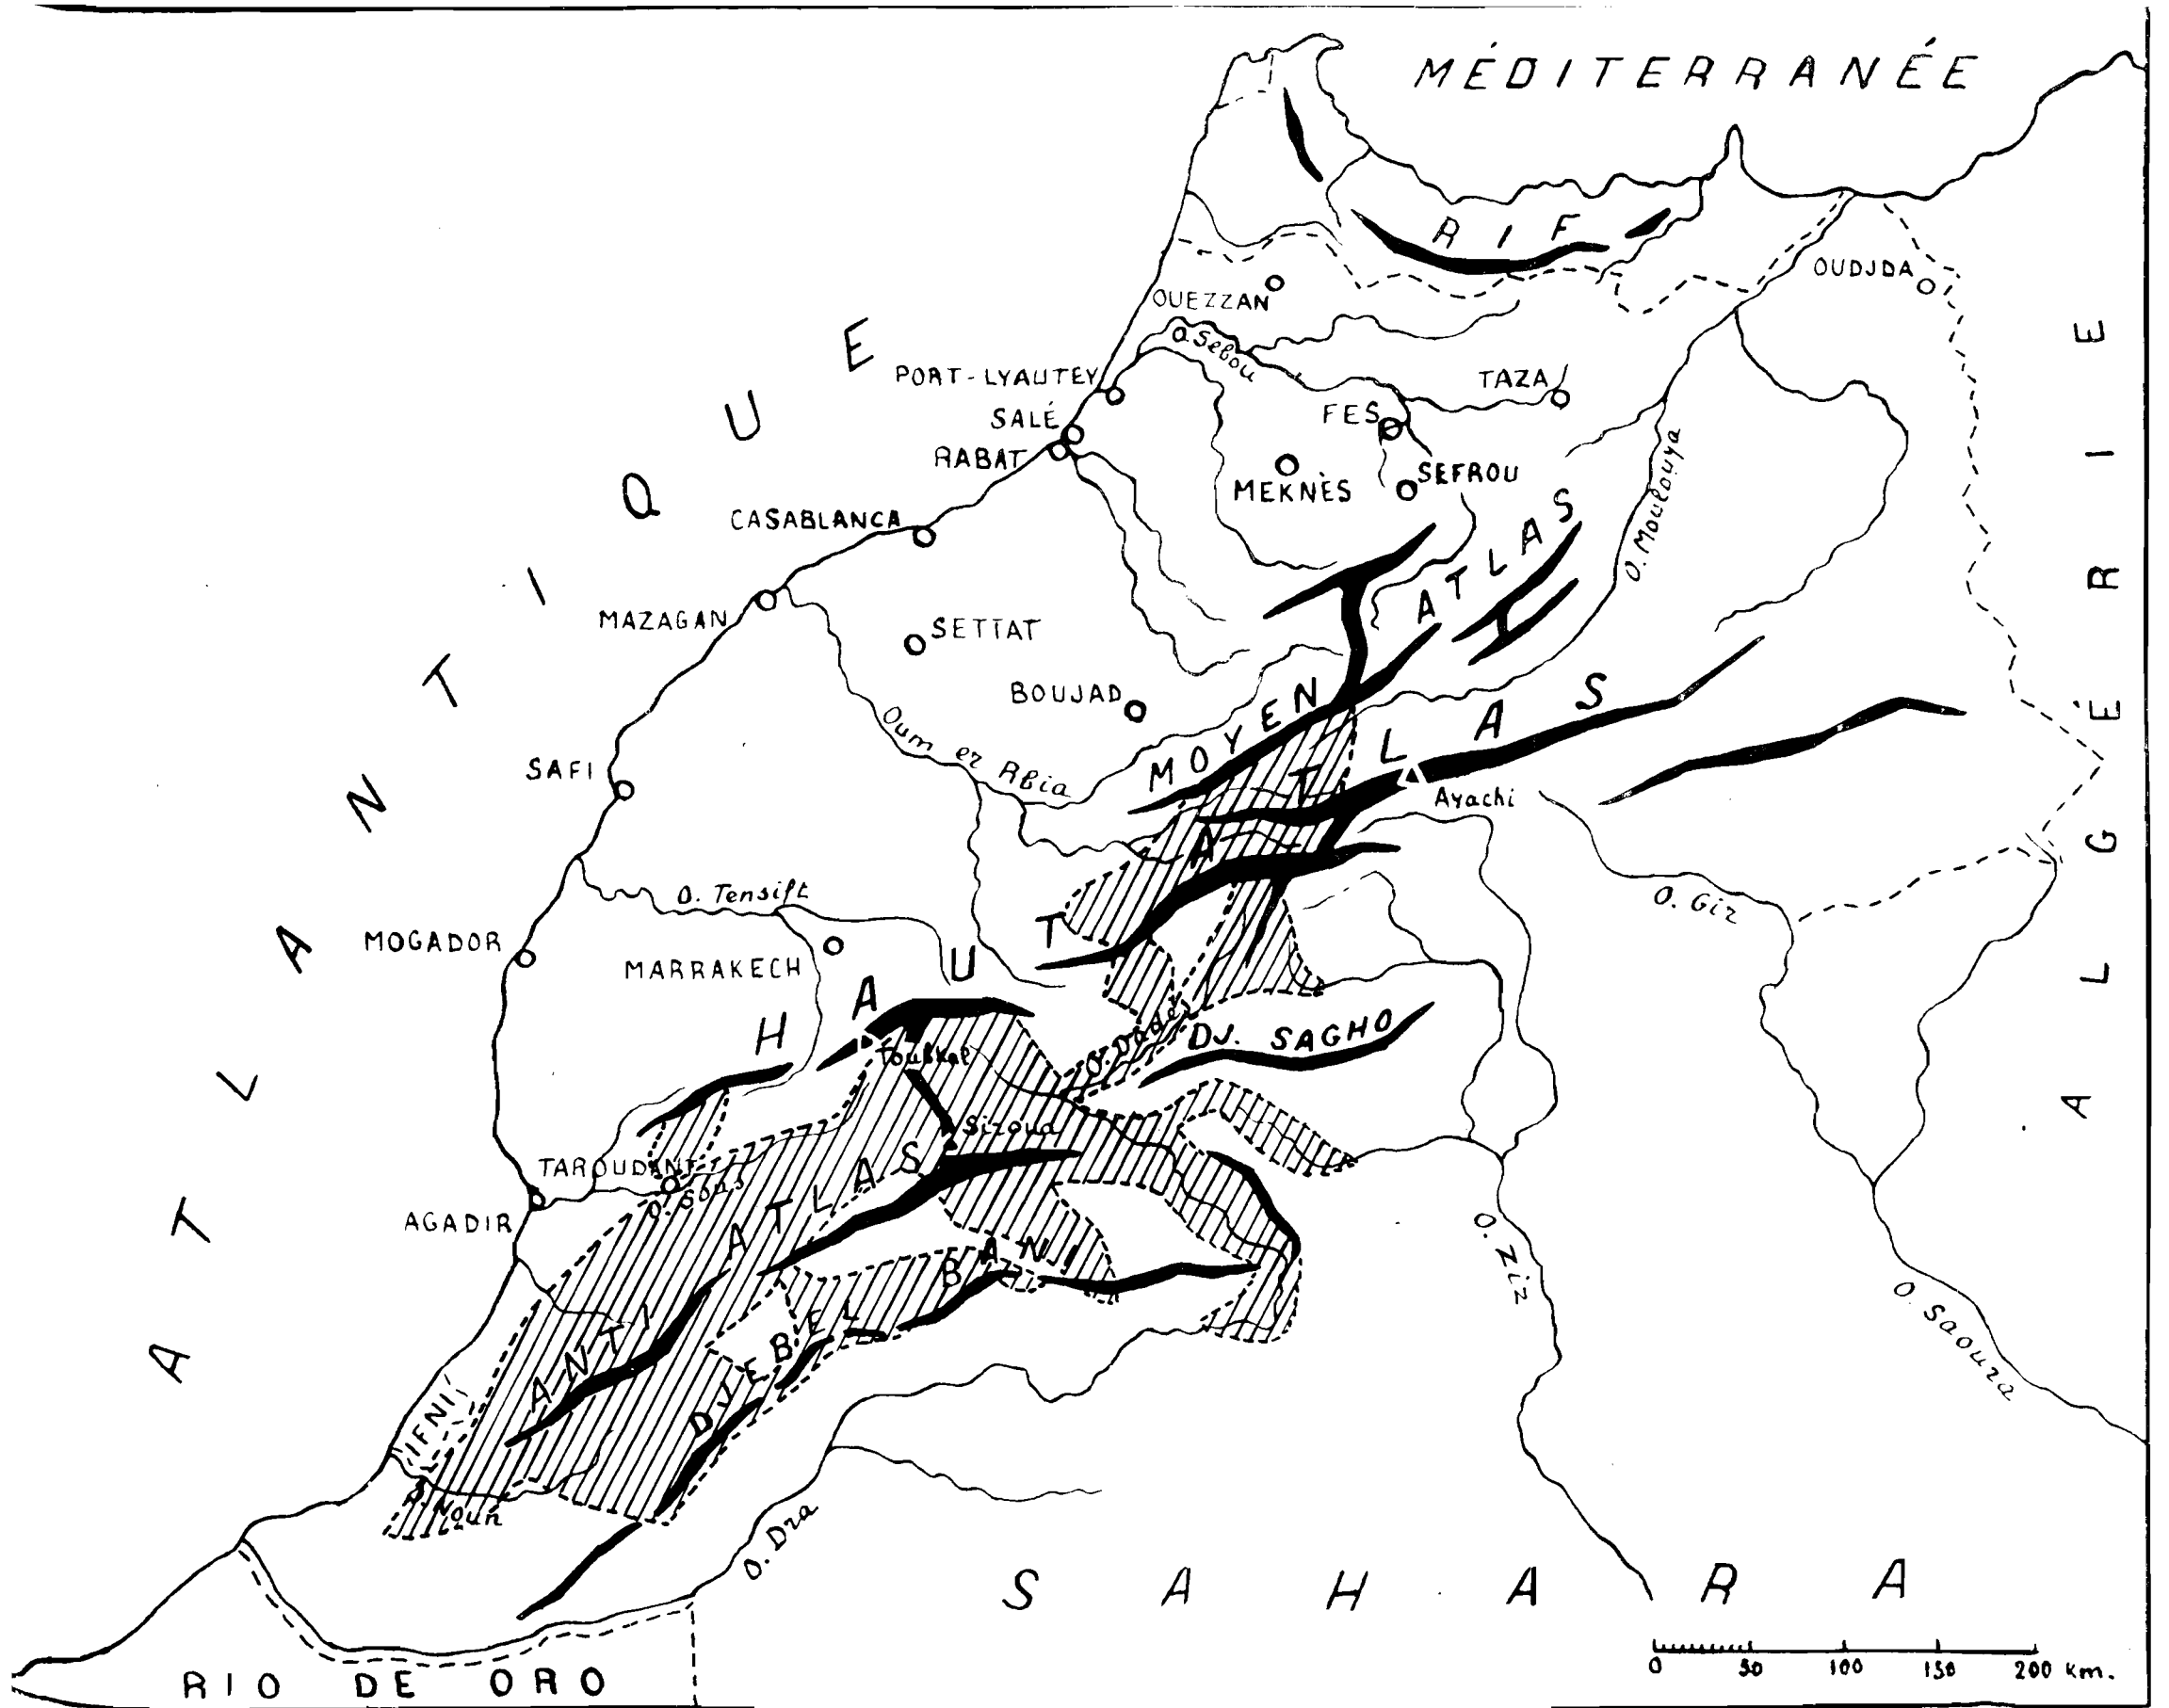 MÉDITERRANÉE
RIF
OUDJDA
OUEZZAN
O. Sebou
PORT-LYAUTEY
TAZA
SALÉ
FES
RABAT
MEKNÈS
SEFROU
CASABLANCA
O. Moulouya
MAZAGAN
SETTAT
BOUJAD
MOYEN ATLAS
Oum er Rbia
SAFI
Ayachi
O. Tensift
O. Gir
MOGADOR
MARRAKECH
HAUT ATLAS
ATLANTIQUE
ALGÉRIE
O. Dadès
DJ. SAGHO
Toubkal
Siroua
TAROUDANT
O. Sous
AGADIR
ANTI ATLAS
DJEBEL BANI
O. Ziz
O Saoura
IFNI
O. Noun
O. Dra
SAHARA
RIO DE ORO
0 50 100 150 200 km.